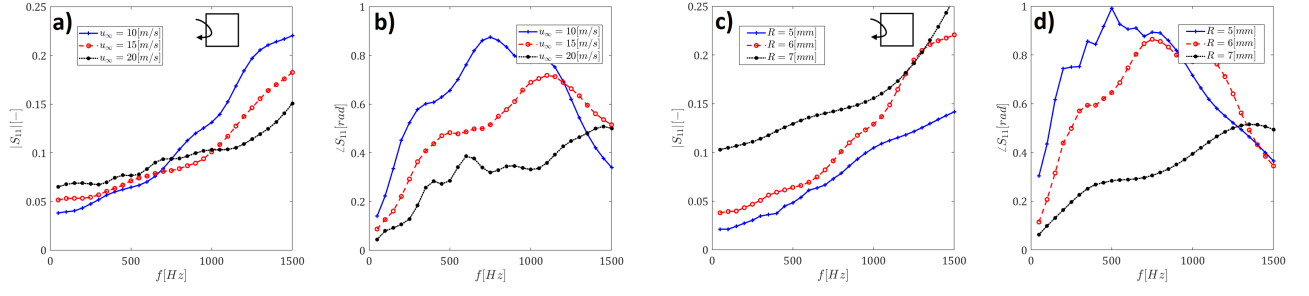 a)
u∞ = 10[m/s]
u∞ = 15[m/s]
u∞ = 20[m/s]
|S11|[−]
0.25
0.2
0.15
0.1
0.05
0
0 500 1000 1500
f[Hz]
b)
u∞ = 10[m/s]
u∞ = 15[m/s]
u∞ = 20[m/s]
∠S11[rad]
1
0.8
0.6
0.4
0.2
0
0 500 1000 1500
f[Hz]
c)
R = 5[mm]
R = 6[mm]
R = 7[mm]
|S11|[−]
0.25
0.2
0.15
0.1
0.05
0
0 500 1000 1500
f[Hz]
d)
R = 5[mm]
R = 6[mm]
R = 7[mm]
∠S11[rad]
1
0.8
0.6
0.4
0.2
0
0 500 1000 1500
f[Hz]